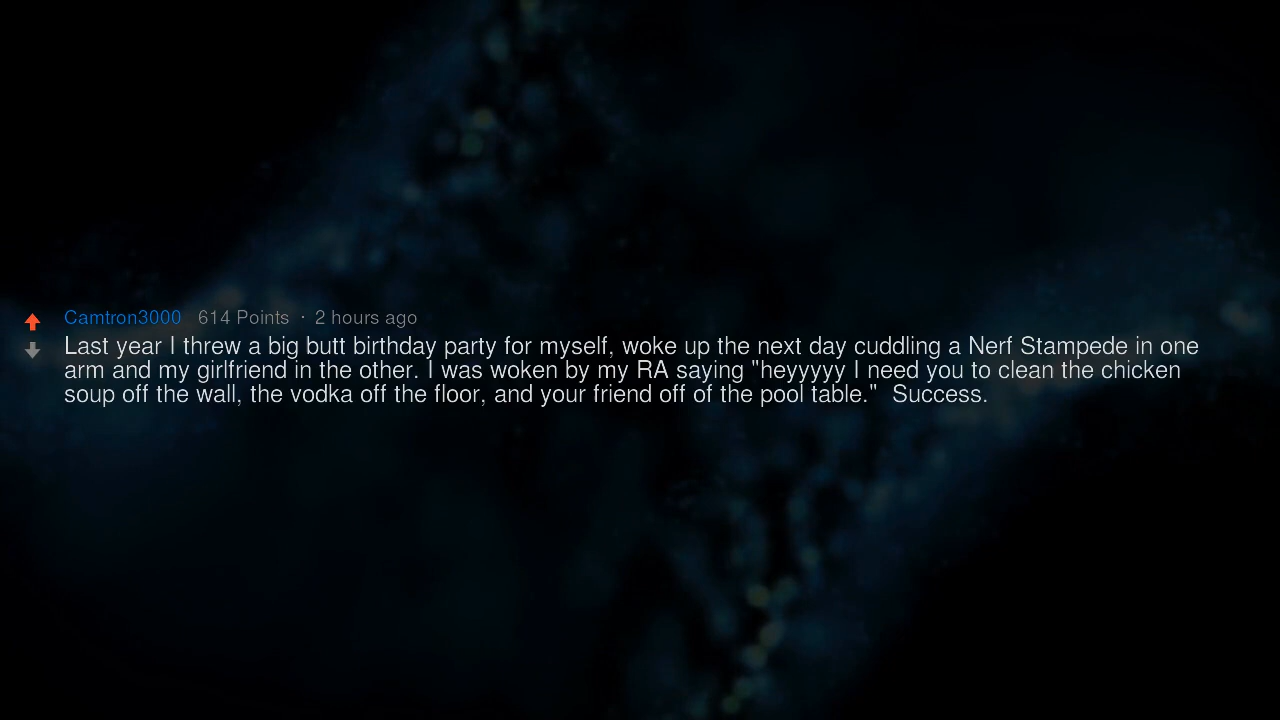 Camtron3000 614 Points · 2 hours ago
Last year I threw a big butt birthday party for myself, woke up the next day cuddling a Nerf Stampede in one
arm and my girlfriend in the other. I was woken by my RA saying "heyyyyy I need you to clean the chicken
soup off the wall, the vodka off the floor, and your friend off of the pool table."  Success.